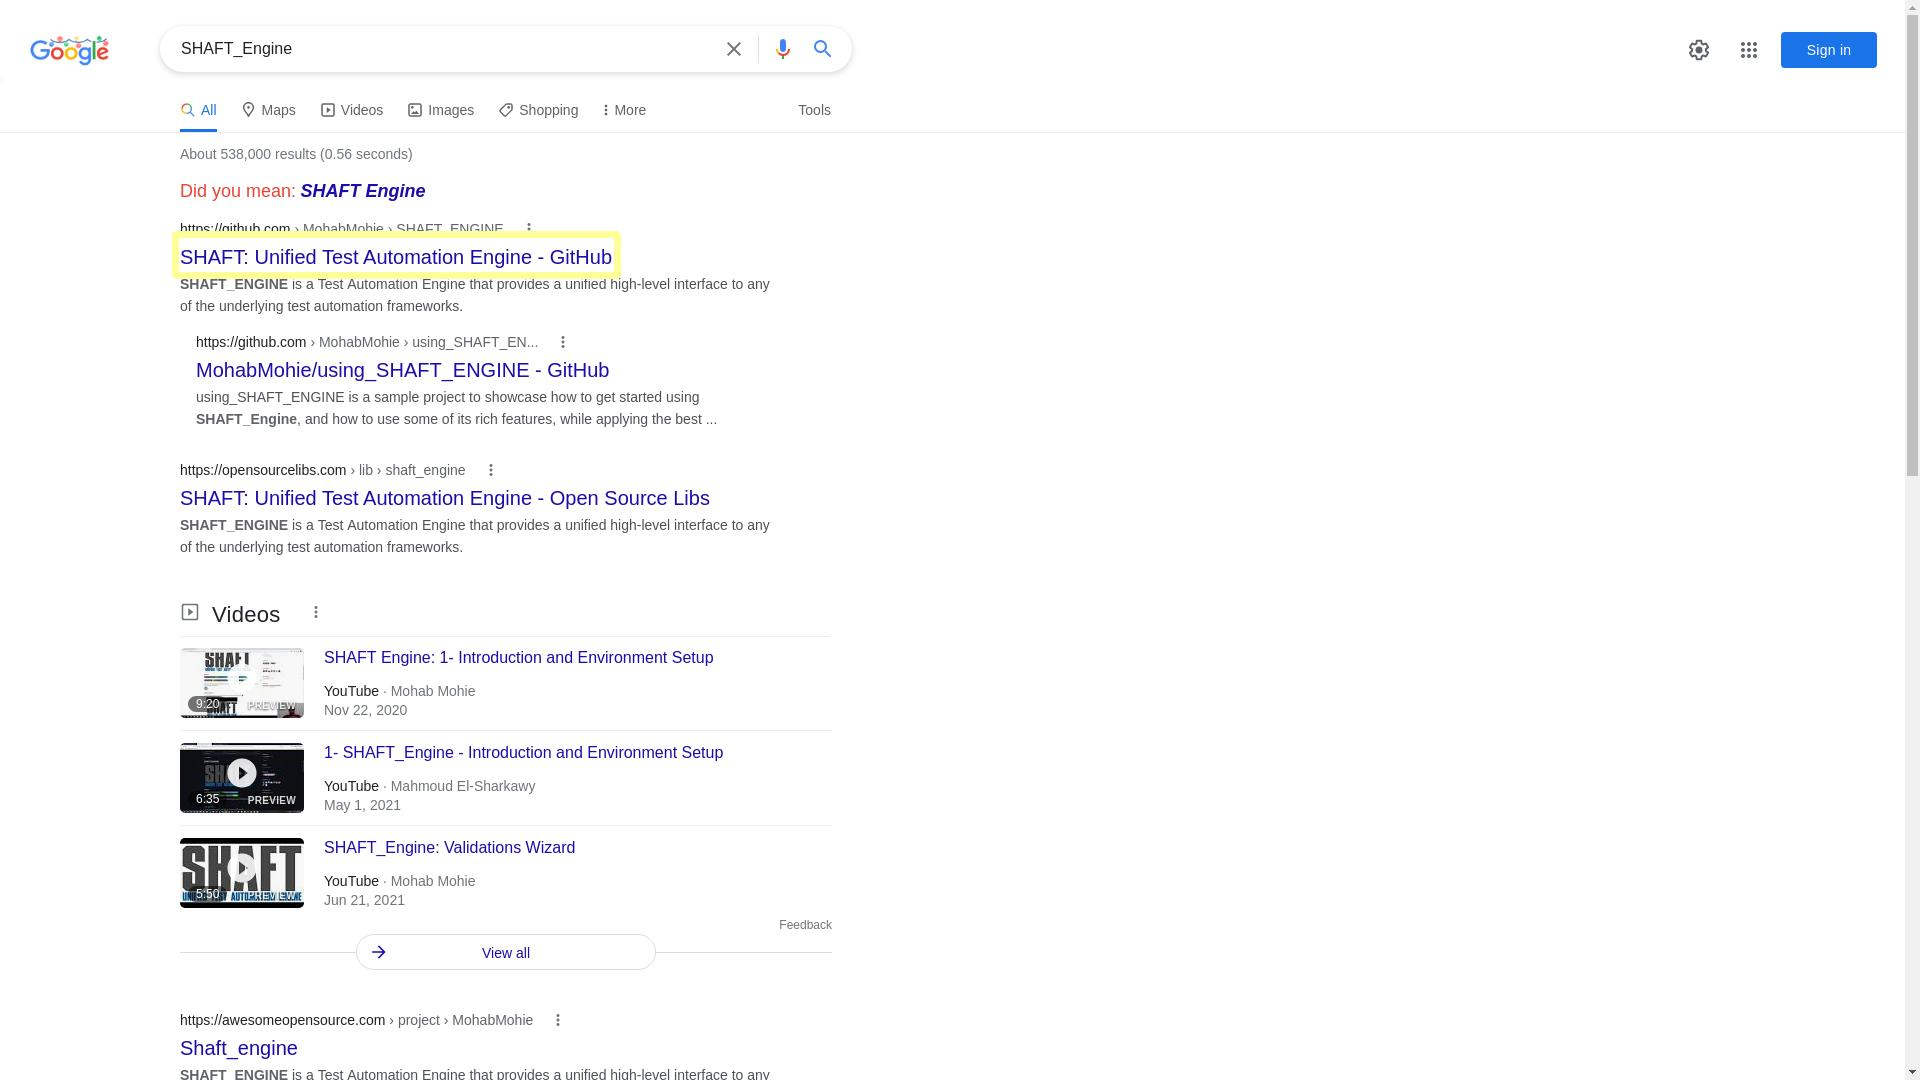 Google
SHAFT_Engine
Sign in
All
Maps
Videos
Images
Shopping
More
Tools
About 538,000 results (0.56 seconds)
Did you mean: SHAFT Engine
https://github.com › MohabMohie › SHAFT_ENGINE
SHAFT: Unified Test Automation Engine - GitHub
SHAFT_ENGINE is a Test Automation Engine that provides a unified high-level interface to any
of the underlying test automation frameworks.
https://github.com › MohabMohie › using_SHAFT_EN...
MohabMohie/using_SHAFT_ENGINE - GitHub
using_SHAFT_ENGINE is a sample project to showcase how to get started using
SHAFT_Engine, and how to use some of its rich features, while applying the best ...
https://opensourcelibs.com › lib › shaft_engine
SHAFT: Unified Test Automation Engine - Open Source Libs
SHAFT_ENGINE is a Test Automation Engine that provides a unified high-level interface to any
of the underlying test automation frameworks.
Videos
SHAFT
9:20
PREVIEW
SHAFT Engine: 1- Introduction and Environment Setup
YouTube · Mohab Mohie
Nov 22, 2020
6:35
PREVIEW
1- SHAFT_Engine - Introduction and Environment Setup
YouTube · Mahmoud El-Sharkawy
May 1, 2021
SHAFT
5:50
PREVIEW
SHAFT_Engine: Validations Wizard
YouTube · Mohab Mohie
Jun 21, 2021
Feedback
View all
https://awesomeopensource.com › project › MohabMohie
Shaft_engine
SHAFT_ENGINE is a Test Automation Engine that provides a unified high-level interface to any